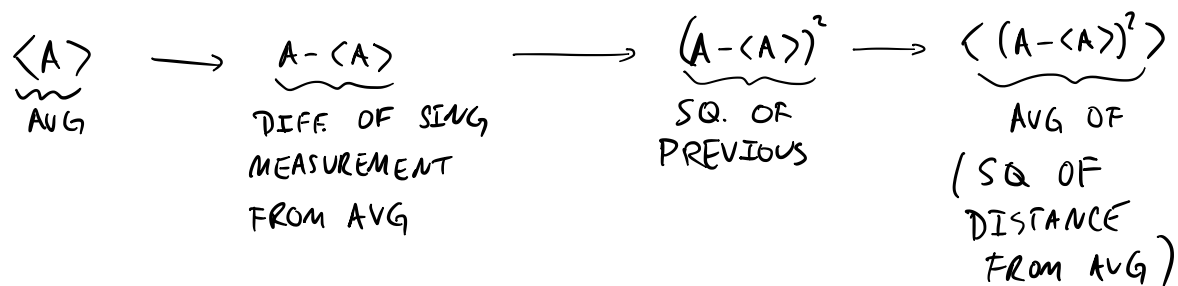 <A> → A - <A> → (A - <A>)² → < (A - <A>)² >
AVG
DIFF. OF SING
MEASUREMENT
FROM AVG
SQ. OF
PREVIOUS
AVG OF
(SQ OF
DISTANCE
FROM AVG)